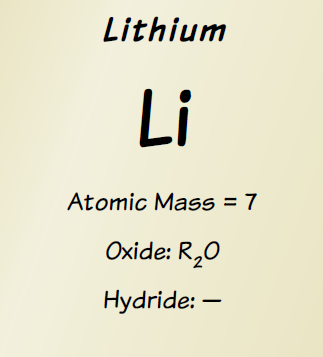 Lithium
Li
Atomic Mass = 7
Oxide: R₂O
Hydride: —